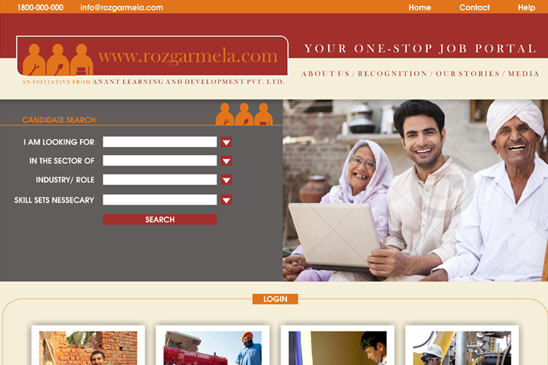 1800-000-000 info@rozgarmela.com Home Contact Help
www.rozgarmela.com
YOUR ONE-STOP JOB PORTAL
AN INITIATIVE FROM ANANT LEARNING AND DEVELOPMENT PVT. LTD.
ABOUT US / RECOGNITION / OUR STORIES / MEDIA
CANDIDATE SEARCH
I AM LOOKING FOR
IN THE SECTOR OF
INDUSTRY/ ROLE
SKILL SETS NESSECARY
SEARCH
LOGIN